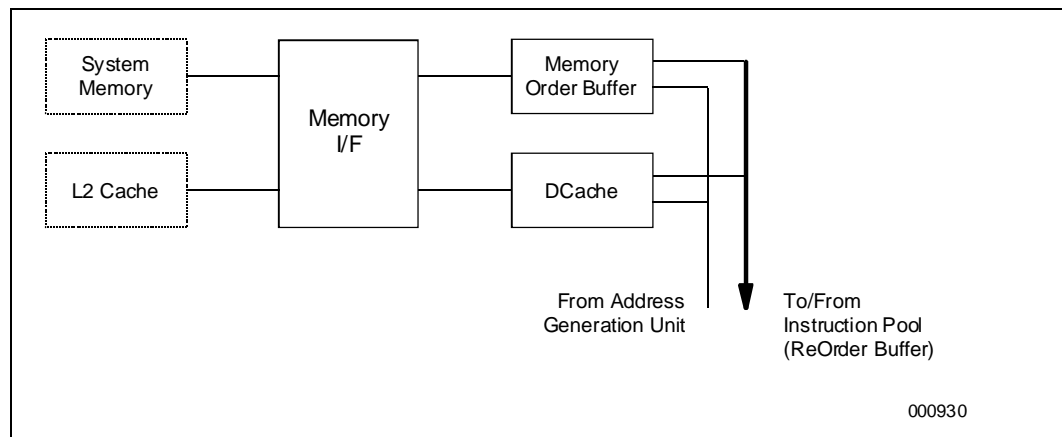 System
Memory
L2 Cache
Memory
I/F
Memory
Order Buffer
DCache
From Address
Generation Unit
To/From
Instruction Pool
(ReOrder Buffer)
000930